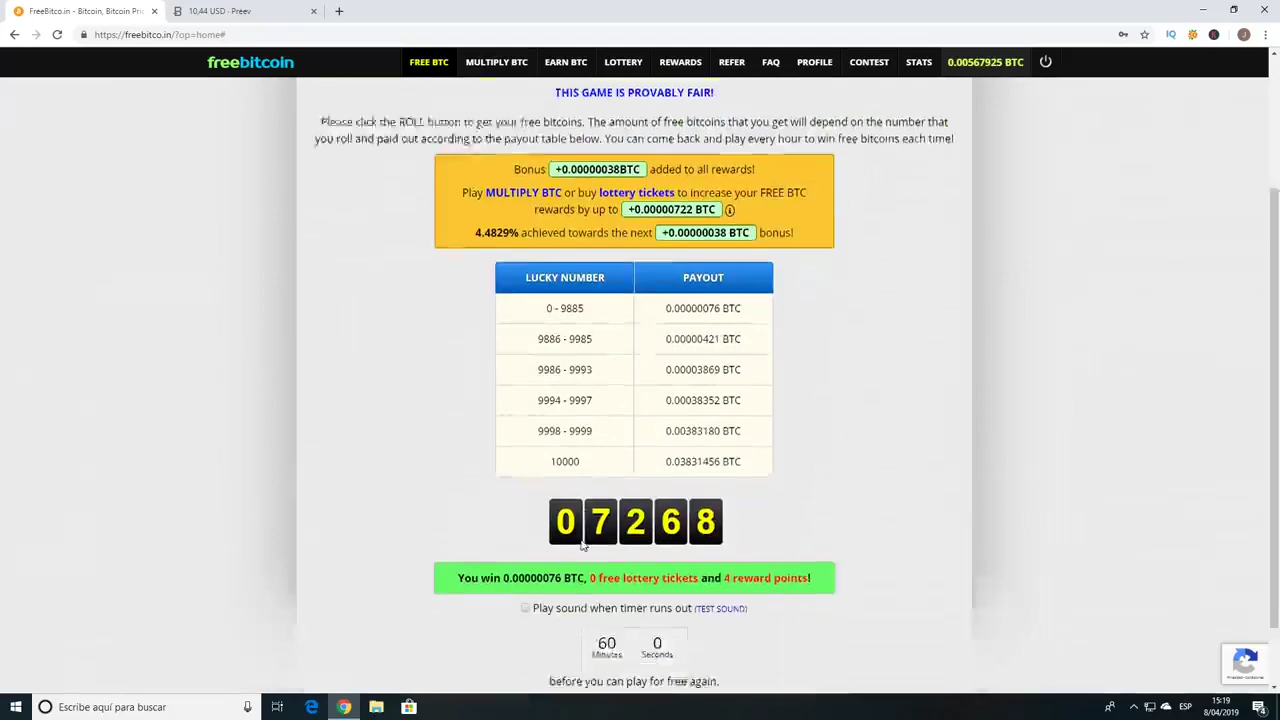 FreeBitco.in - Bitcoin, Bitcoin Pric
10,44 USD - Preev
https://freebitco.in/?op=home#
freebitcoin
FREE BTC MULTIPLY BTC EARN BTC LOTTERY REWARDS REFER FAQ PROFILE CONTEST STATS 0.00567925 BTC
THIS GAME IS PROVABLY FAIR!
Please click the ROLL button to get your free bitcoins. The amount of free bitcoins that you get will depend on the number that
you roll and paid out according to the payout table below. You can come back and play every hour to win free bitcoins each time!
Bonus +0.00000038BTC added to all rewards!
Play MULTIPLY BTC or buy lottery tickets to increase your FREE BTC
rewards by up to +0.00000722 BTC
4.4829% achieved towards the next +0.00000038 BTC bonus!
LUCKY NUMBER PAYOUT
0 - 9885 0.00000076 BTC
9886 - 9985 0.00000421 BTC
9986 - 9993 0.00003869 BTC
9994 - 9997 0.00038352 BTC
9998 - 9999 0.00383180 BTC
10000 0.03831456 BTC
0 7 2 6 8
You win 0.00000076 BTC, 0 free lottery tickets and 4 reward points!
Play sound when timer runs out (TEST SOUND)
60 0
Minutes Seconds
before you can play for free again.
Escribe aquí para buscar
ESP
15:19
8/04/2019